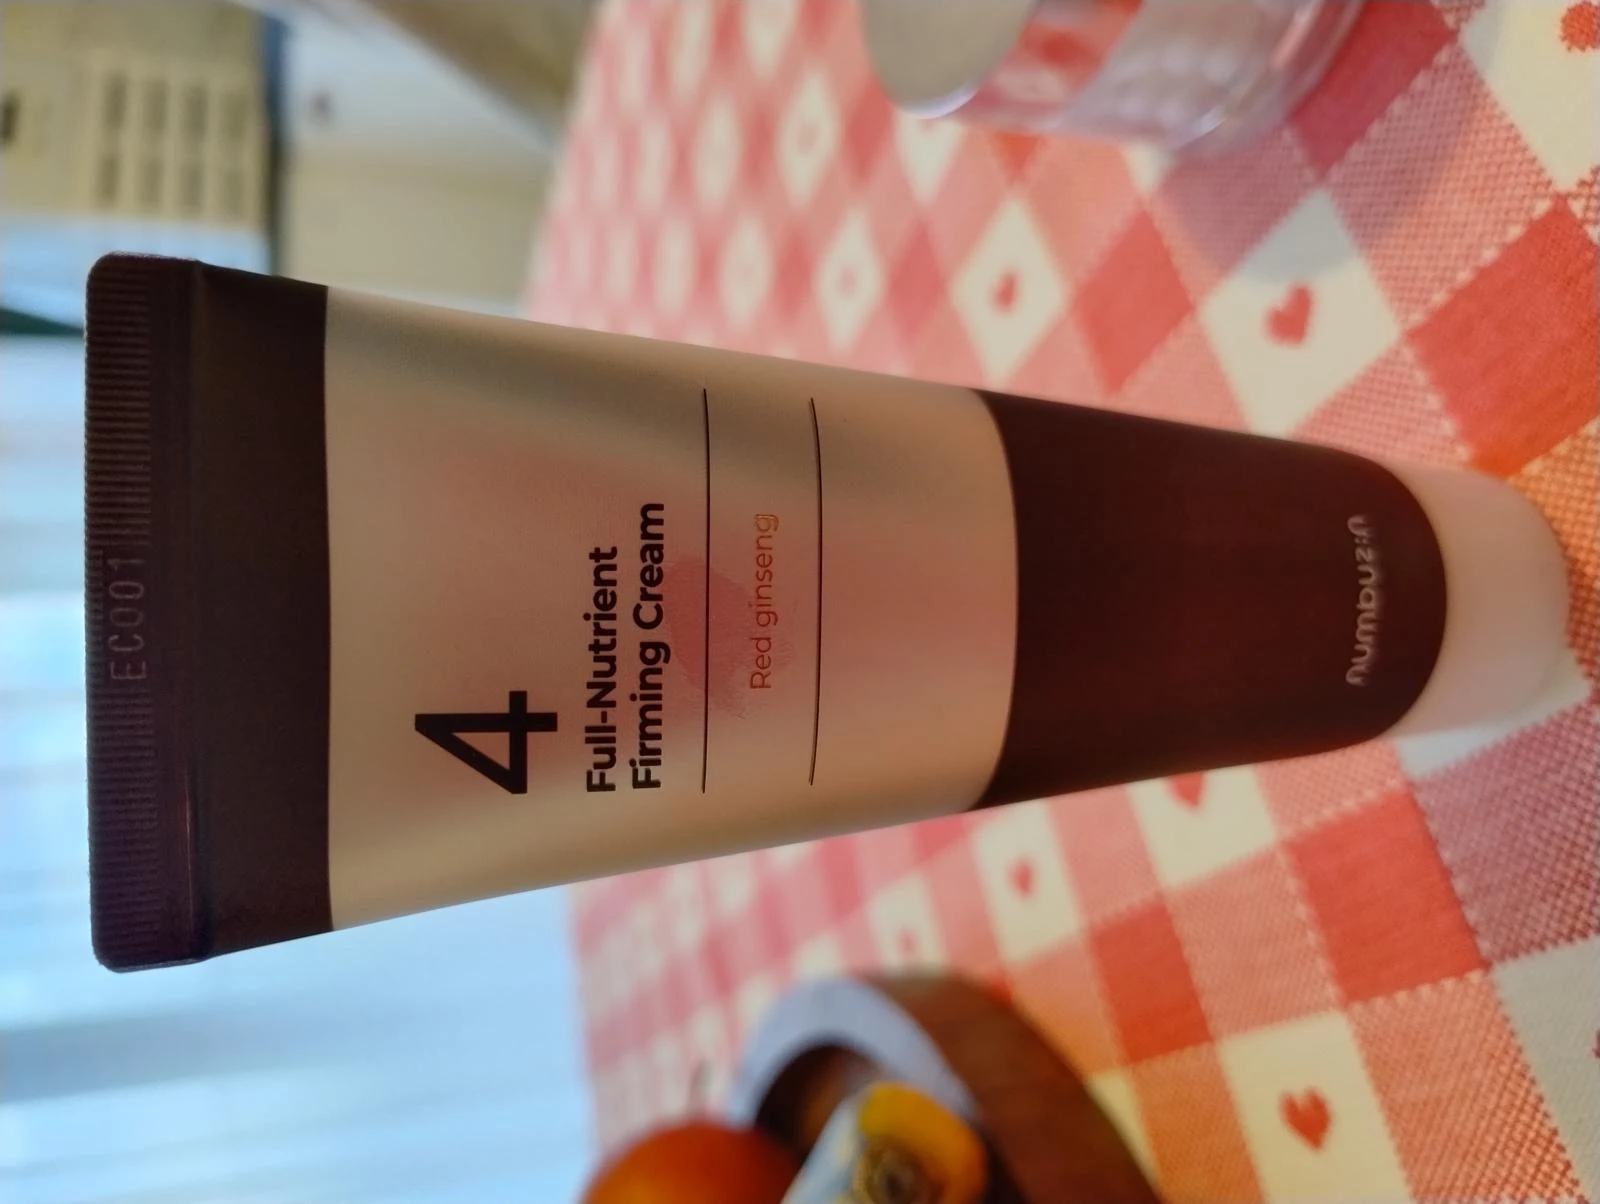 EC001
4
Full-Nutrient
Firming Cream
Red ginseng
numbuzin